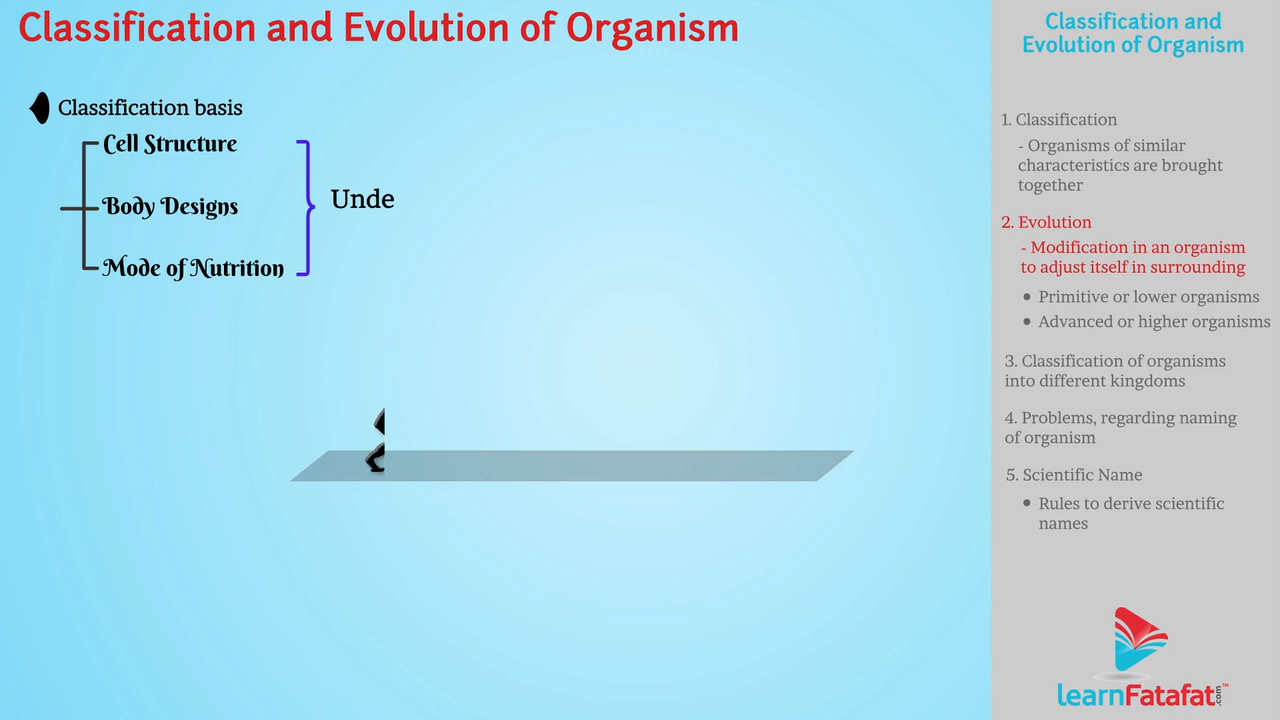 Classification and Evolution of Organism
Classification basis
Cell Structure
Body Designs
Mode of Nutrition
Unde
Classification and
Evolution of Organism
1. Classification
- Organisms of similar
characteristics are brought
together
2. Evolution
- Modification in an organism
to adjust itself in surrounding
• Primitive or lower organisms
• Advanced or higher organisms
3. Classification of organisms
into different kingdoms
4. Problems, regarding naming
of organism
5. Scientific Name
• Rules to derive scientific
names
learnFatafat.com™